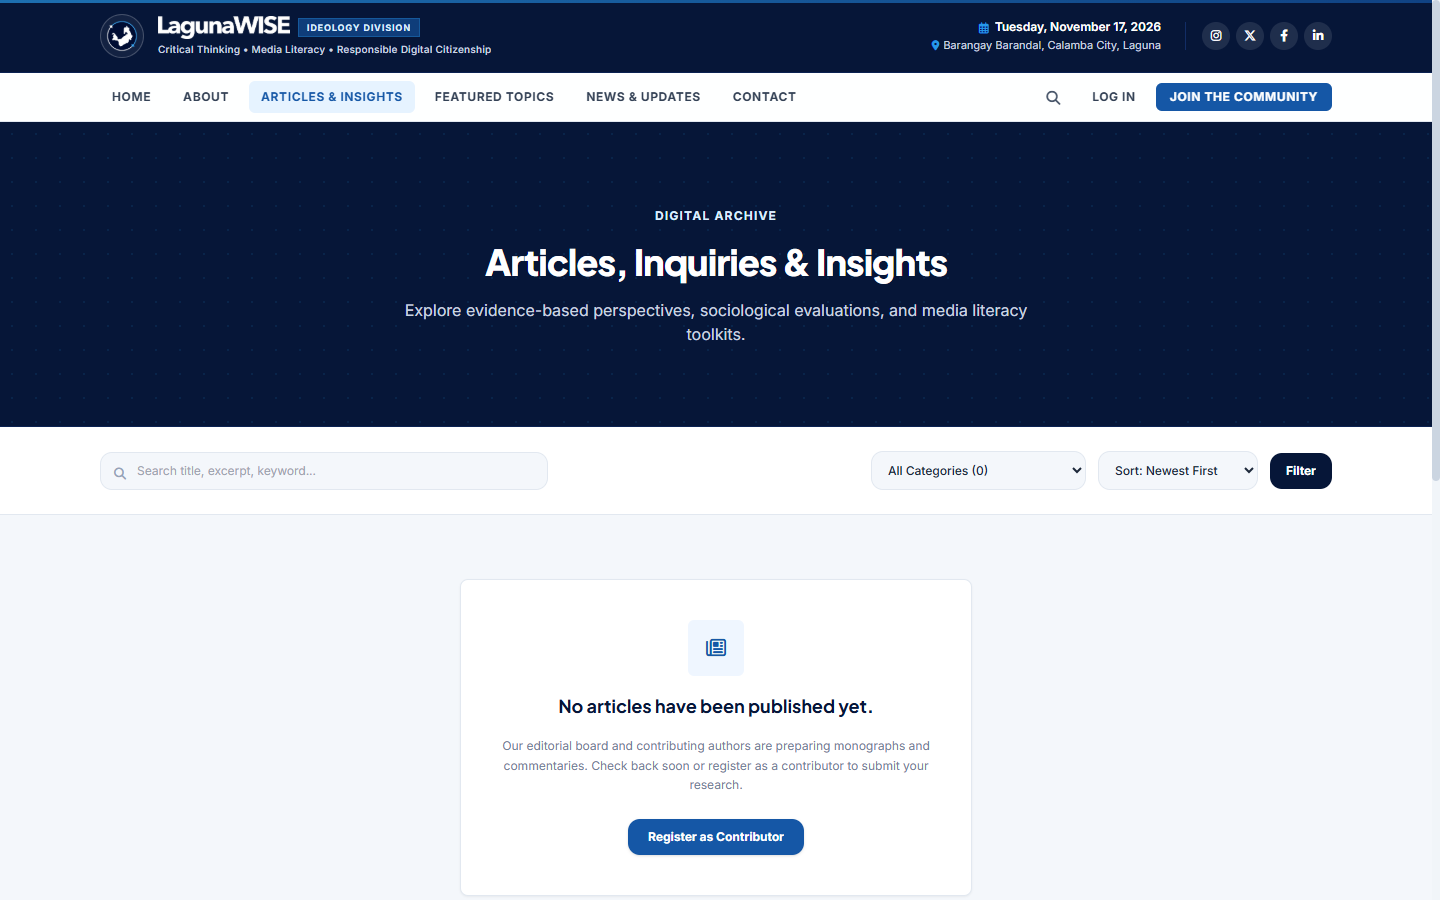 LagunaWISE IDEOLOGY DIVISION
Critical Thinking • Media Literacy • Responsible Digital Citizenship
Tuesday, November 17, 2026
Barangay Barandal, Calamba City, Laguna
HOME ABOUT ARTICLES & INSIGHTS FEATURED TOPICS NEWS & UPDATES CONTACT LOG IN JOIN THE COMMUNITY
DIGITAL ARCHIVE
Articles, Inquiries & Insights
Explore evidence-based perspectives, sociological evaluations, and media literacy
toolkits.
Search title, excerpt, keyword... All Categories (0) Sort: Newest First Filter
No articles have been published yet.
Our editorial board and contributing authors are preparing monographs and
commentaries. Check back soon or register as a contributor to submit your
research.
Register as Contributor